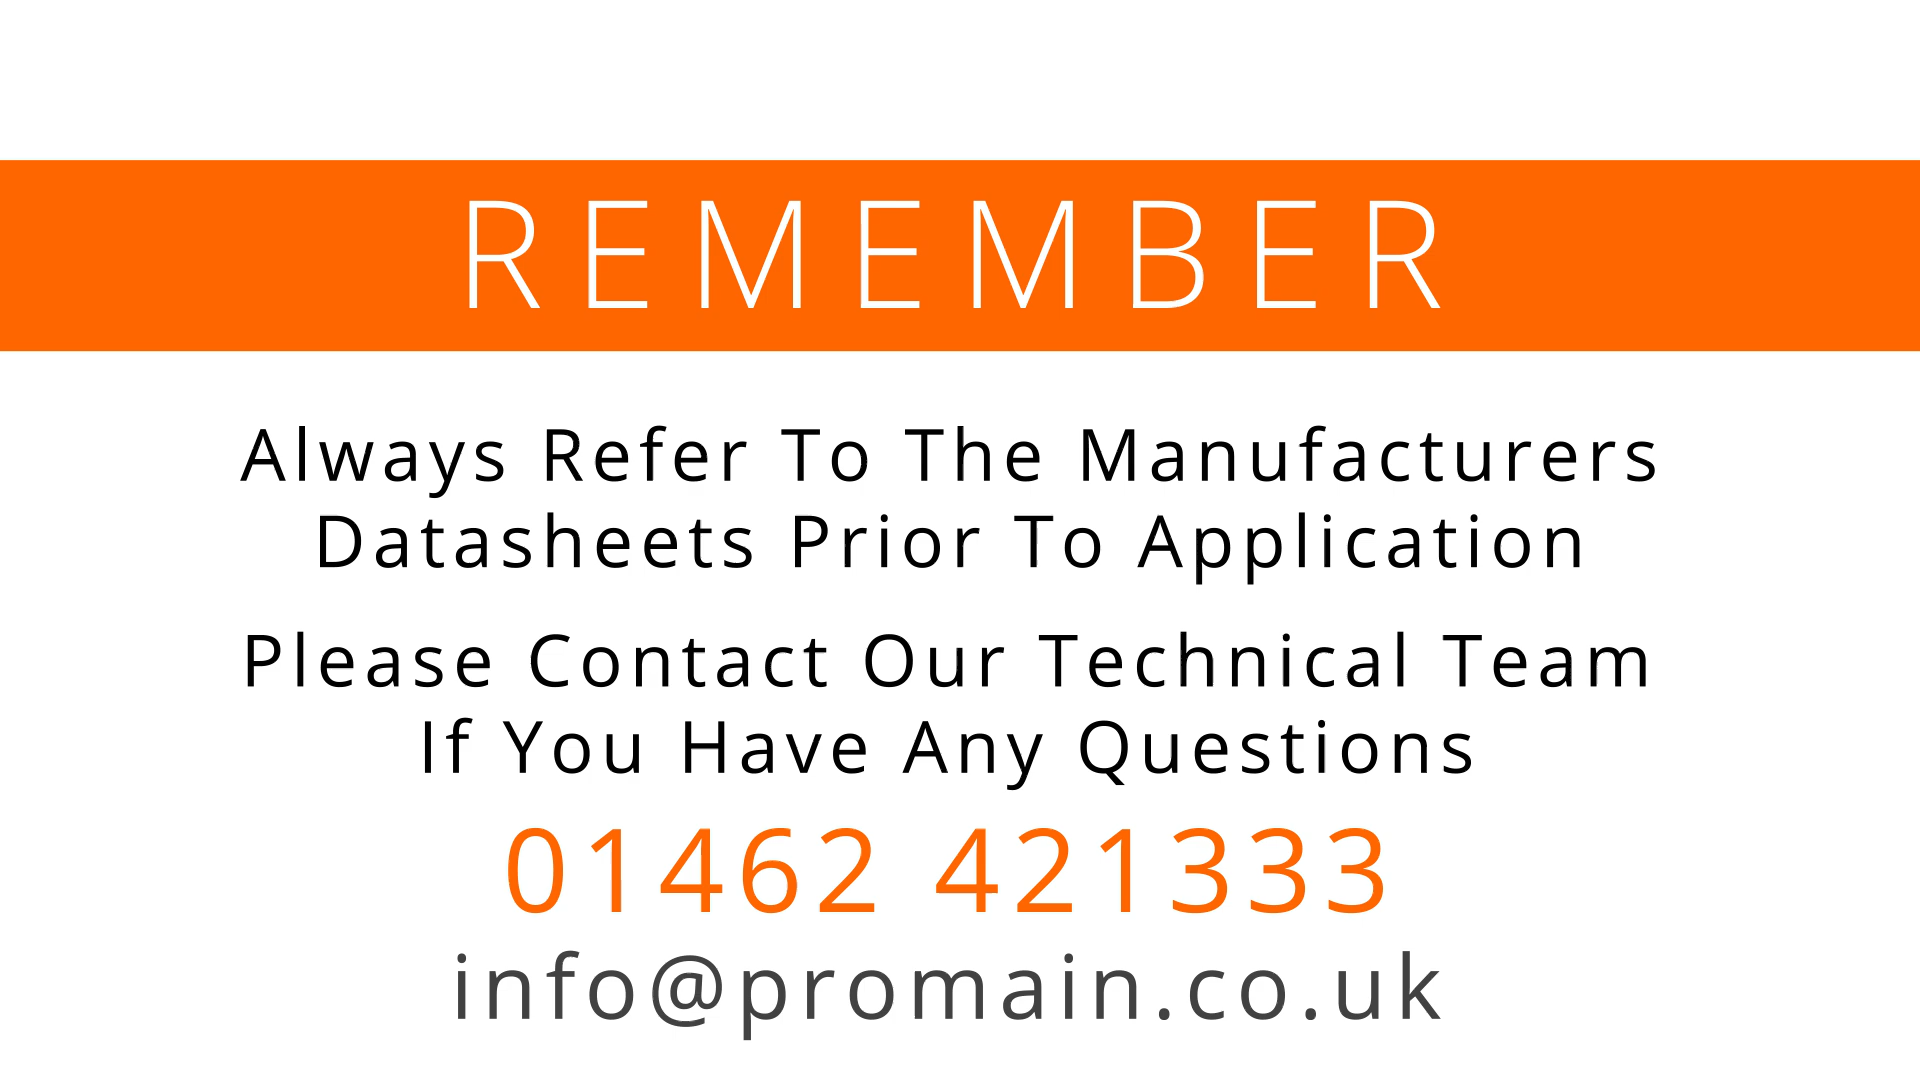 REMEMBER
Always Refer To The Manufacturers
Datasheets Prior To Application
Please Contact Our Technical Team
If You Have Any Questions
01462 421333
info@promain.co.uk